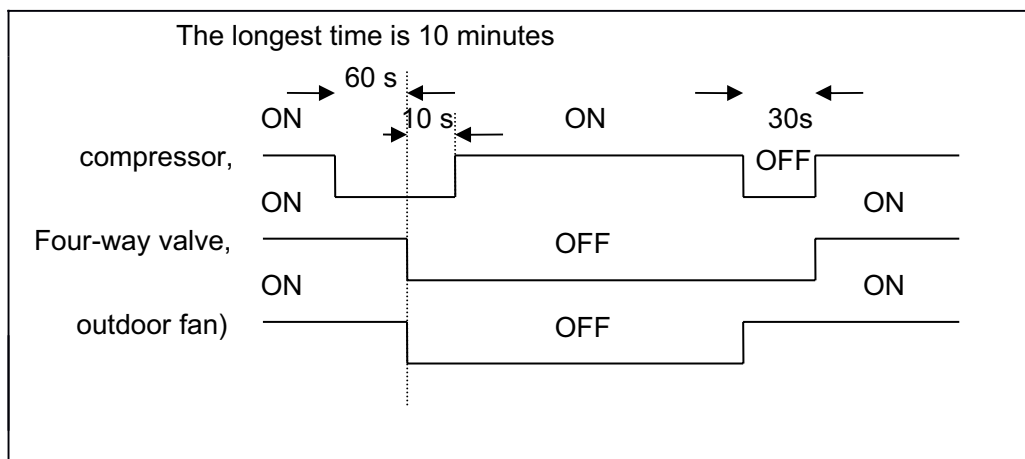 The longest time is 10 minutes
60 s
ON 10 s ON 30s
compressor, OFF
ON ON
Four-way valve, OFF
ON ON
outdoor fan) OFF